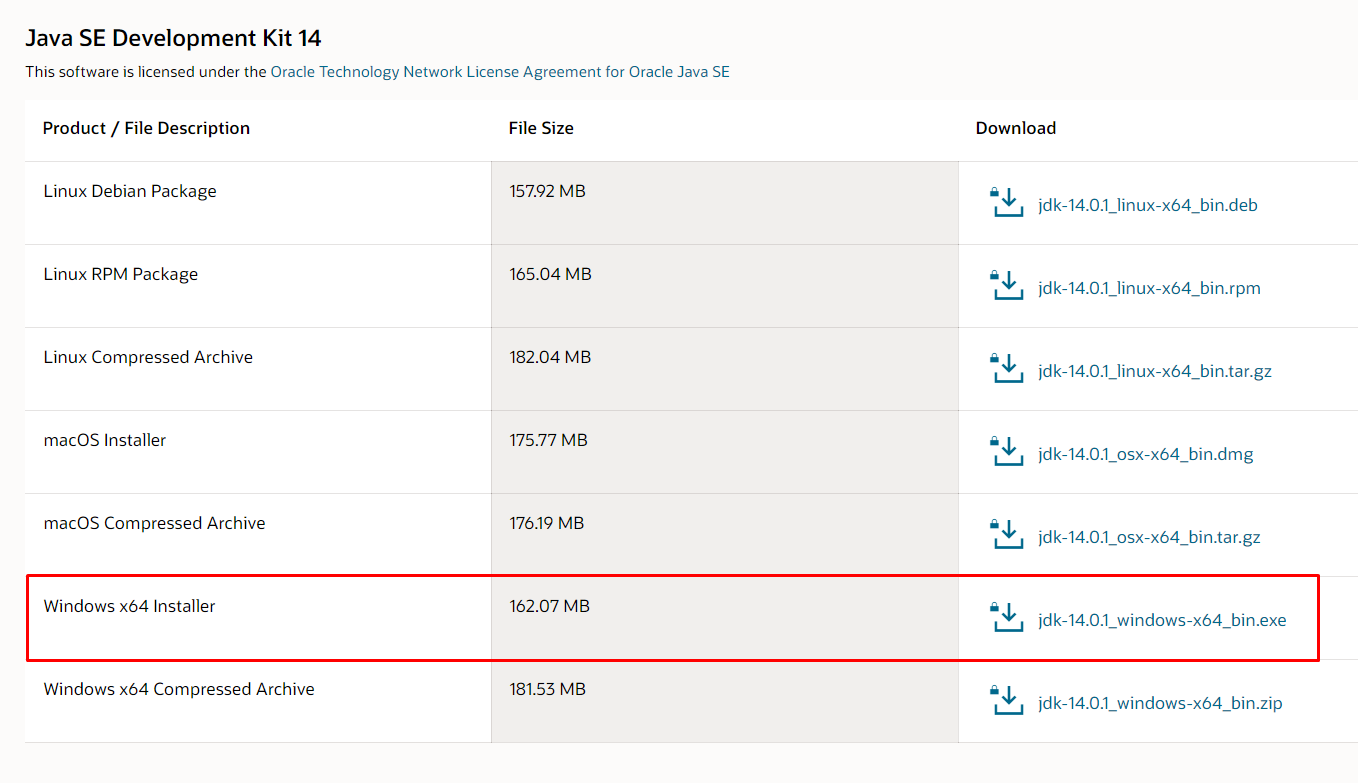 Java SE Development Kit 14
This software is licensed under the Oracle Technology Network License Agreement for Oracle Java SE
Product / File Description File Size Download
Linux Debian Package 157.92 MB jdk-14.0.1_linux-x64_bin.deb
Linux RPM Package 165.04 MB jdk-14.0.1_linux-x64_bin.rpm
Linux Compressed Archive 182.04 MB jdk-14.0.1_linux-x64_bin.tar.gz
macOS Installer 175.77 MB jdk-14.0.1_osx-x64_bin.dmg
macOS Compressed Archive 176.19 MB jdk-14.0.1_osx-x64_bin.tar.gz
Windows x64 Installer 162.07 MB jdk-14.0.1_windows-x64_bin.exe
Windows x64 Compressed Archive 181.53 MB jdk-14.0.1_windows-x64_bin.zip